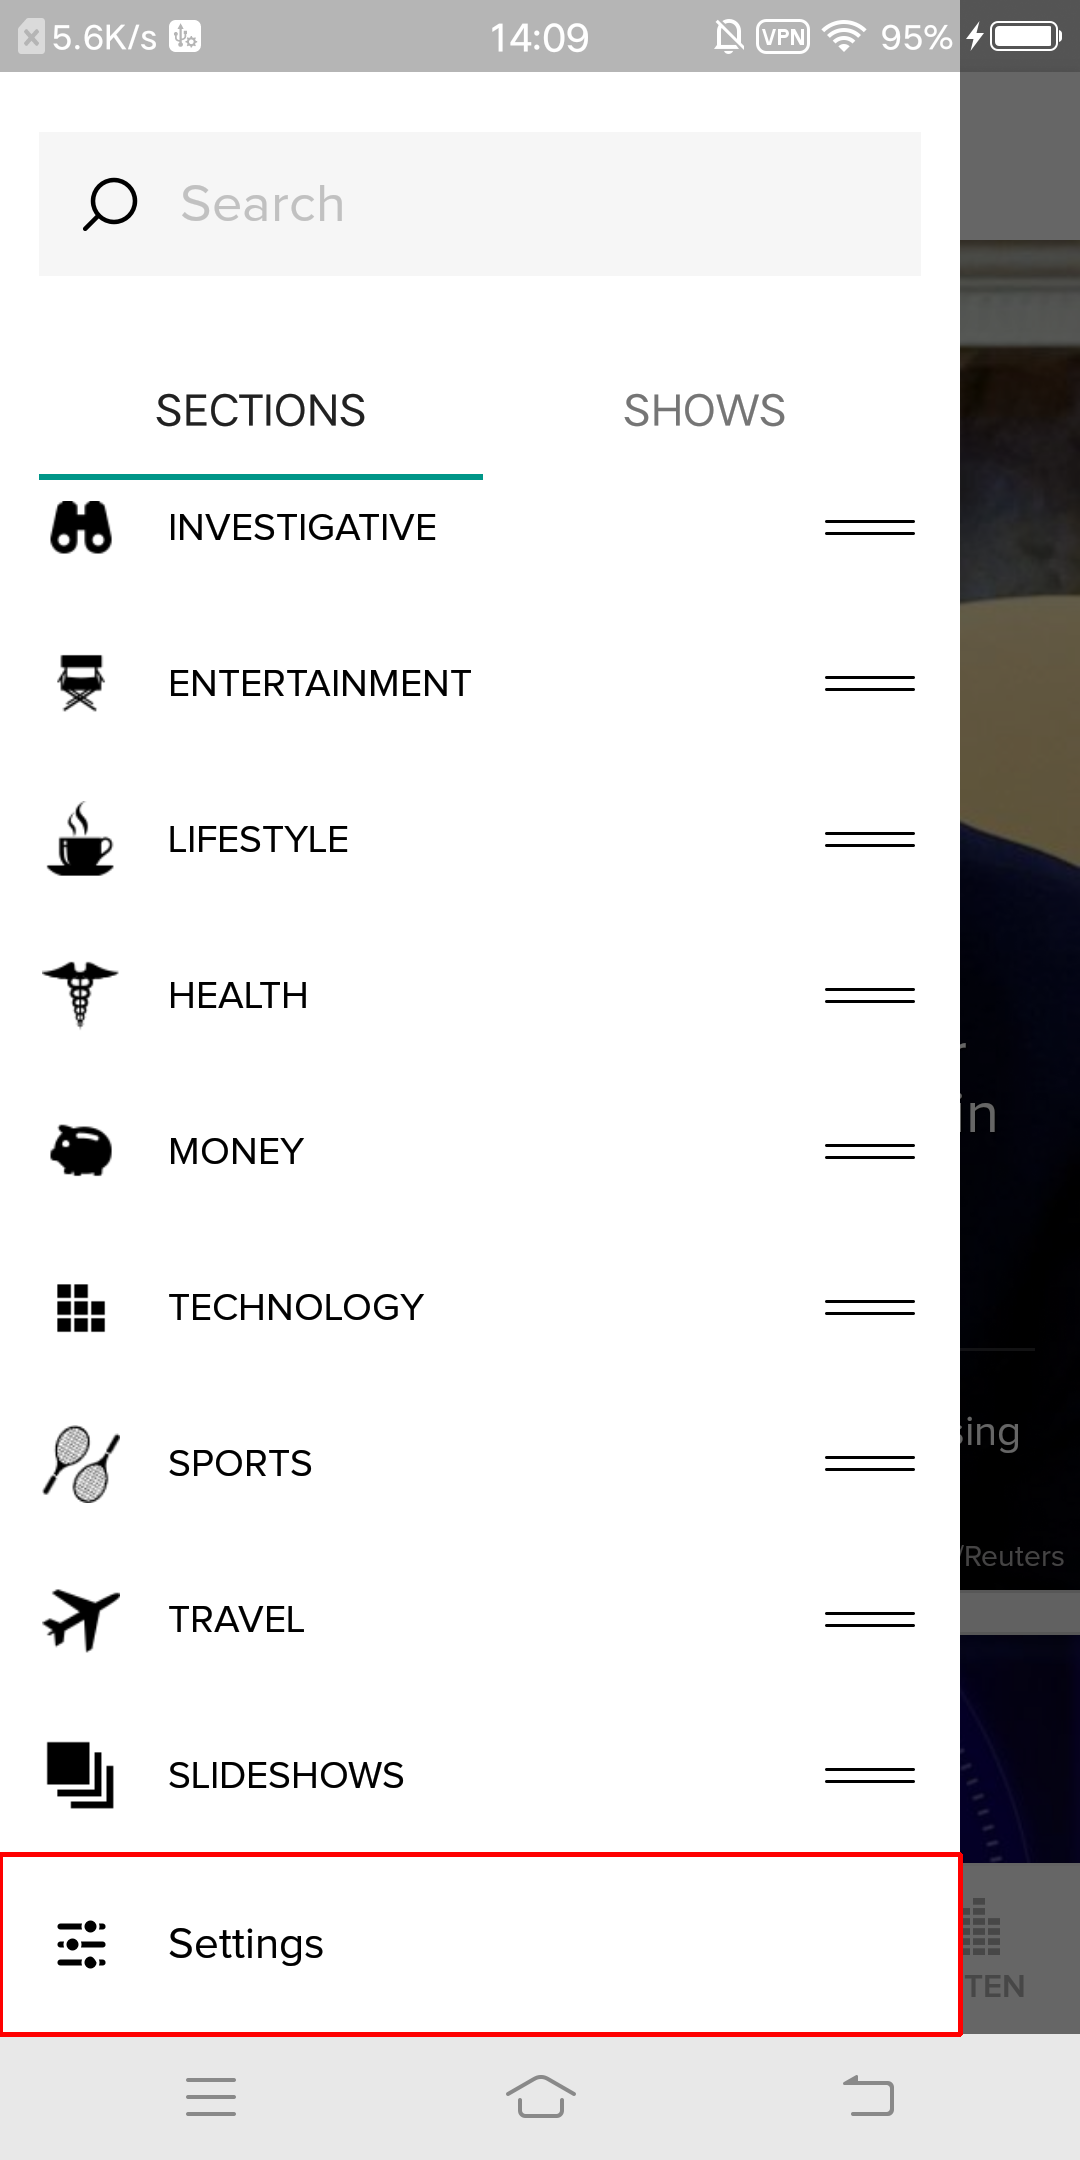 5.6K/s
14:09
VPN
95%
Search
SECTIONS
SHOWS
INVESTIGATIVE
ENTERTAINMENT
LIFESTYLE
HEALTH
in
MONEY
TECHNOLOGY
sing
SPORTS
/Reuters
TRAVEL
SLIDESHOWS
Settings
TEN